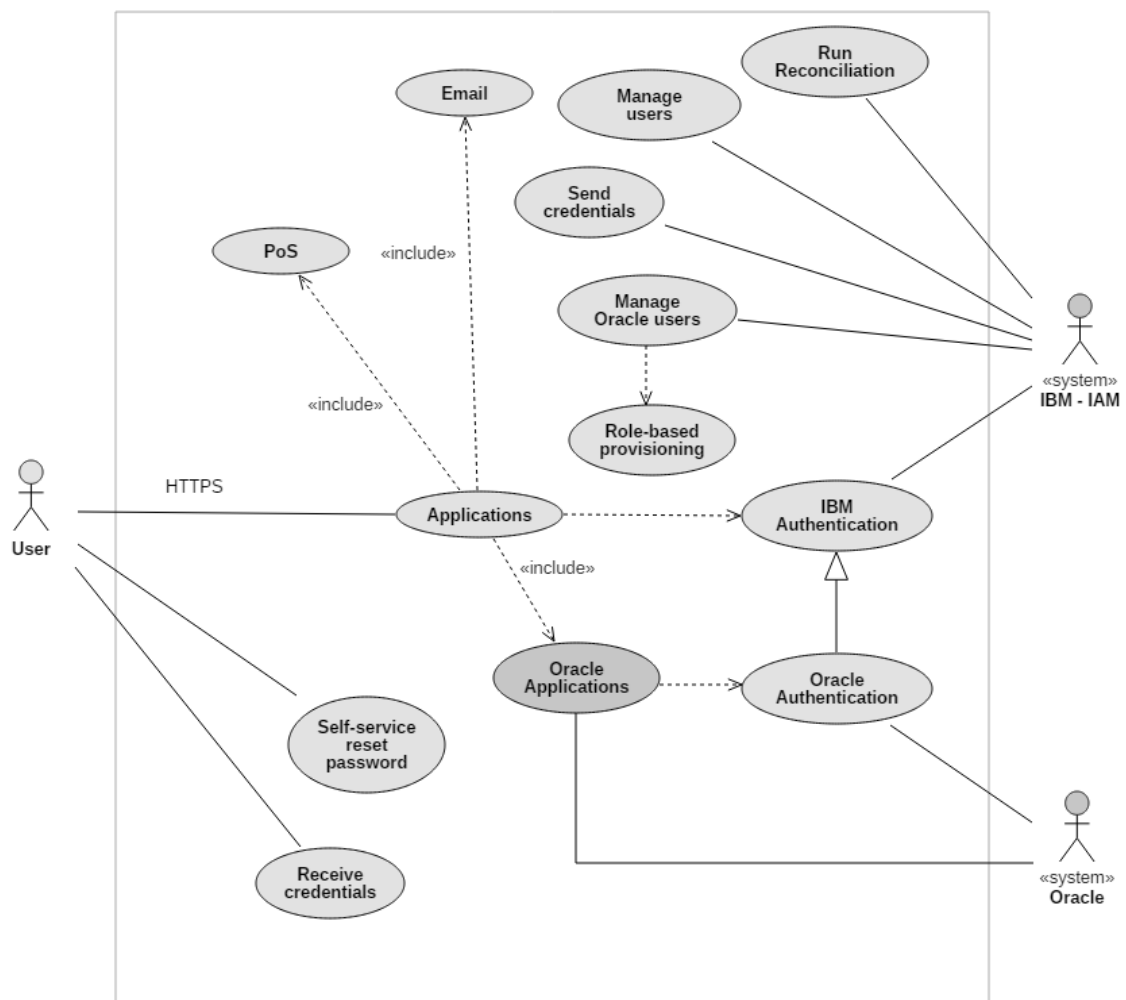 Run
Reconciliation
Email
Manage
users
Send
credentials
PoS
«include»
Manage
Oracle users
«system»
IBM - IAM
«include»
Role-based
provisioning
HTTPS
User
Applications
IBM
Authentication
«include»
Oracle
Applications
Oracle
Authentication
Self-service
reset
password
Receive
credentials
«system»
Oracle